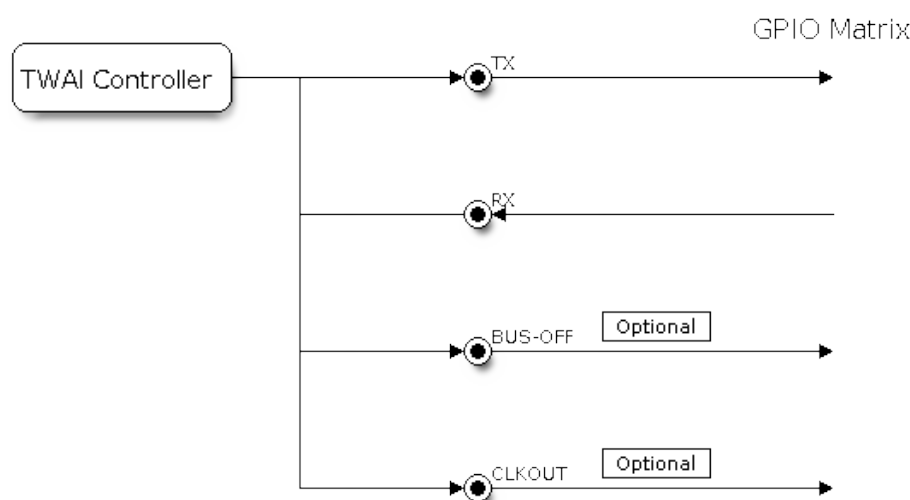 GPIO Matrix
TWAI Controller
TX
RX
BUS-OFF
Optional
CLKOUT
Optional